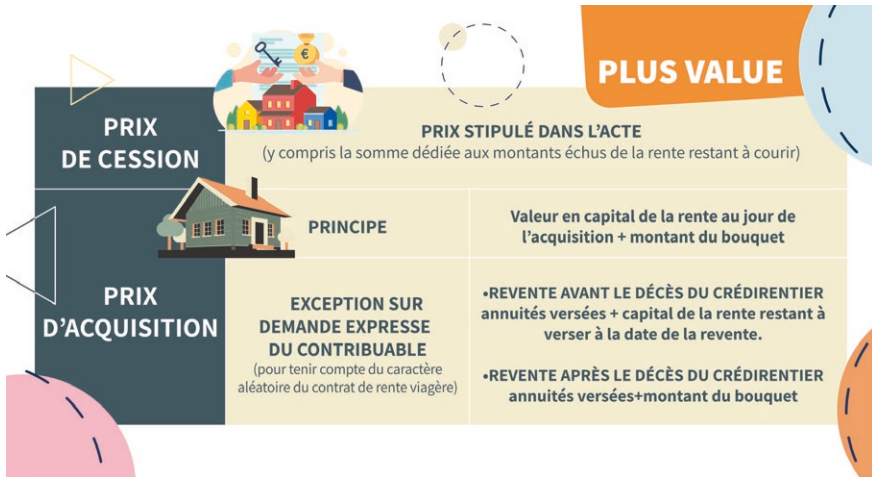 PLUS VALUE
PRIX
DE CESSION
PRIX STIPULÉ DANS L'ACTE
(y compris la somme dédiée aux montants échus de la rente restant à courir)
PRIX
D'ACQUISITION
PRINCIPE
Valeur en capital de la rente au jour de
l'acquisition + montant du bouquet
EXCEPTION SUR
DEMANDE EXPRESSE
DU CONTRIBUABLE
(pour tenir compte du caractère
aléatoire du contrat de rente viagère)
•REVENTE AVANT LE DÉCÈS DU CRÉDIRENTIER
annuités versées + capital de la rente restant à
verser à la date de la revente.
•REVENTE APRÈS LE DÉCÈS DU CRÉDIRENTIER
annuités versées+montant du bouquet